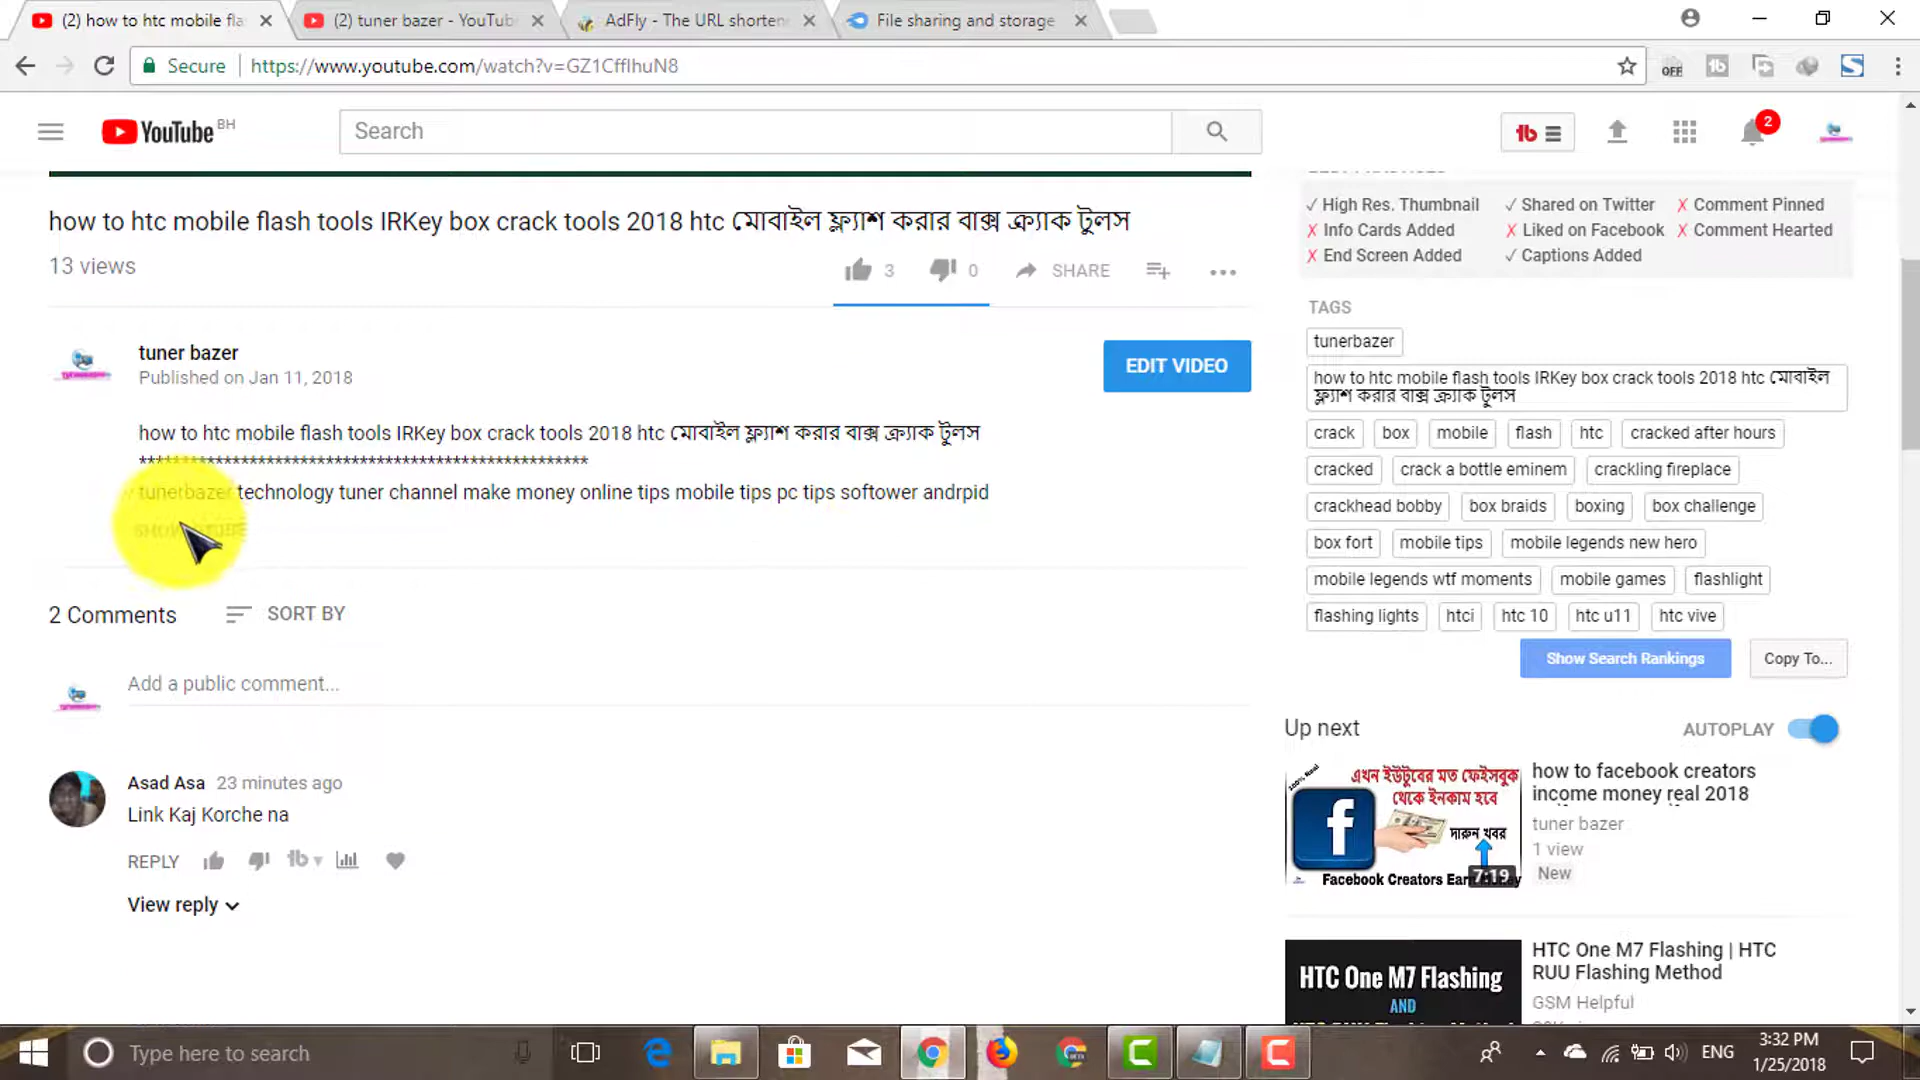 (2) how to htc mobile fla
(2) tuner bazer - YouTub
AdFly - The URL shorten
File sharing and storage
Secure
https://www.youtube.com/watch?v=GZ1CfflhuN8
OFF
YouTube BH
Search
2
how to htc mobile flash tools IRKey box crack tools 2018 htc মোবাইল ফ্ল্যাশ করার বাক্স ক্র্যাক টুলস
13 views
3
0
SHARE
tuner bazer
Published on Jan 11, 2018
EDIT VIDEO
how to htc mobile flash tools IRKey box crack tools 2018 htc মোবাইল ফ্ল্যাশ করার বাক্স ক্র্যাক টুলস
tunerbazer technology tuner channel make money online tips mobile tips pc tips softower andrpid
2 Comments
SORT BY
Add a public comment...
Asad Asa 23 minutes ago
Link Kaj Korche na
REPLY
View reply
✓ High Res. Thumbnail ✓ Shared on Twitter ✗ Comment Pinned
✗ Info Cards Added ✗ Liked on Facebook ✗ Comment Hearted
✗ End Screen Added ✓ Captions Added
TAGS
tunerbazer
how to htc mobile flash tools IRKey box crack tools 2018 htc মোবাইল
ফ্ল্যাশ করার বাক্স ক্র্যাক টুলস
crack box mobile flash htc cracked after hours
cracked crack a bottle eminem crackling fireplace
crackhead bobby box braids boxing box challenge
box fort mobile tips mobile legends new hero
mobile legends wtf moments mobile games flashlight
flashing lights htci htc 10 htc u11 htc vive
Show Search Rankings Copy To...
Up next
AUTOPLAY
এখন ইউটুবের মত ফেইসবুক
থেকে ইনকাম হবে
দারুন খবর
7:19
Facebook Creators Earn Money
how to facebook creators
income money real 2018
tuner bazer
1 view
New
HTC One M7 Flashing
AND
HTC One M7 Flashing | HTC
RUU Flashing Method
GSM Helpful
Type here to search
ENG
3:32 PM
1/25/2018